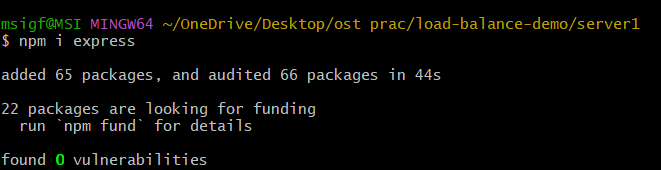 msigf@MSI MINGW64 ~/OneDrive/Desktop/ost prac/load-balance-demo/server1
$ npm i express
added 65 packages, and audited 66 packages in 44s
22 packages are looking for funding
  run `npm fund` for details
found 0 vulnerabilities